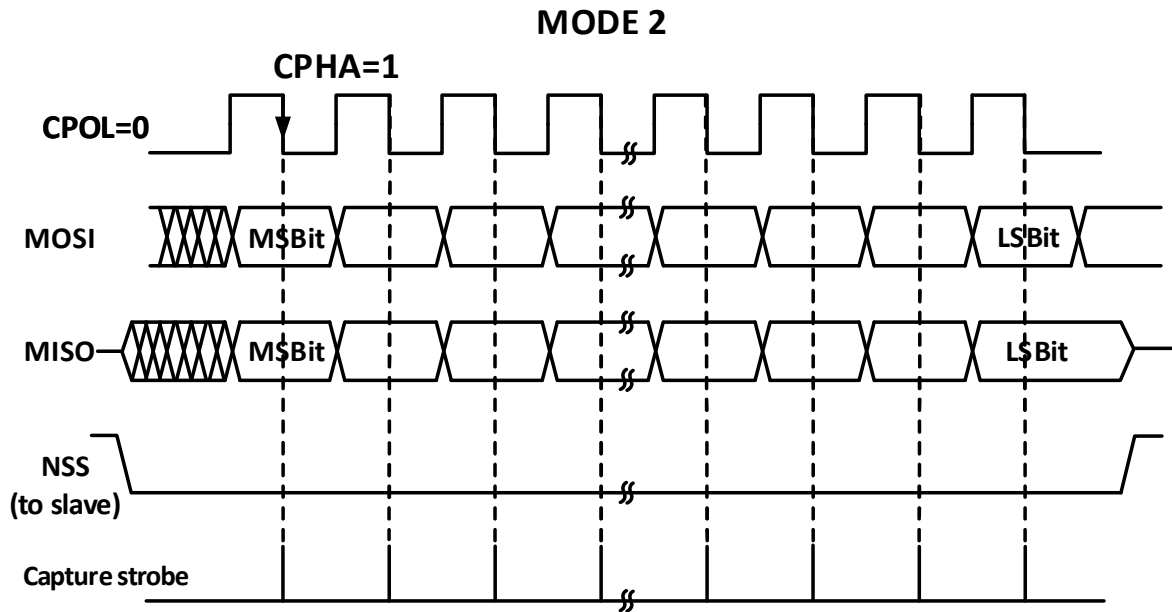 MODE 2
CPHA=1
CPOL=0
MOSI
MSBit
LSBit
MISO
MSBit
LSBit
NSS
(to slave)
Capture strobe